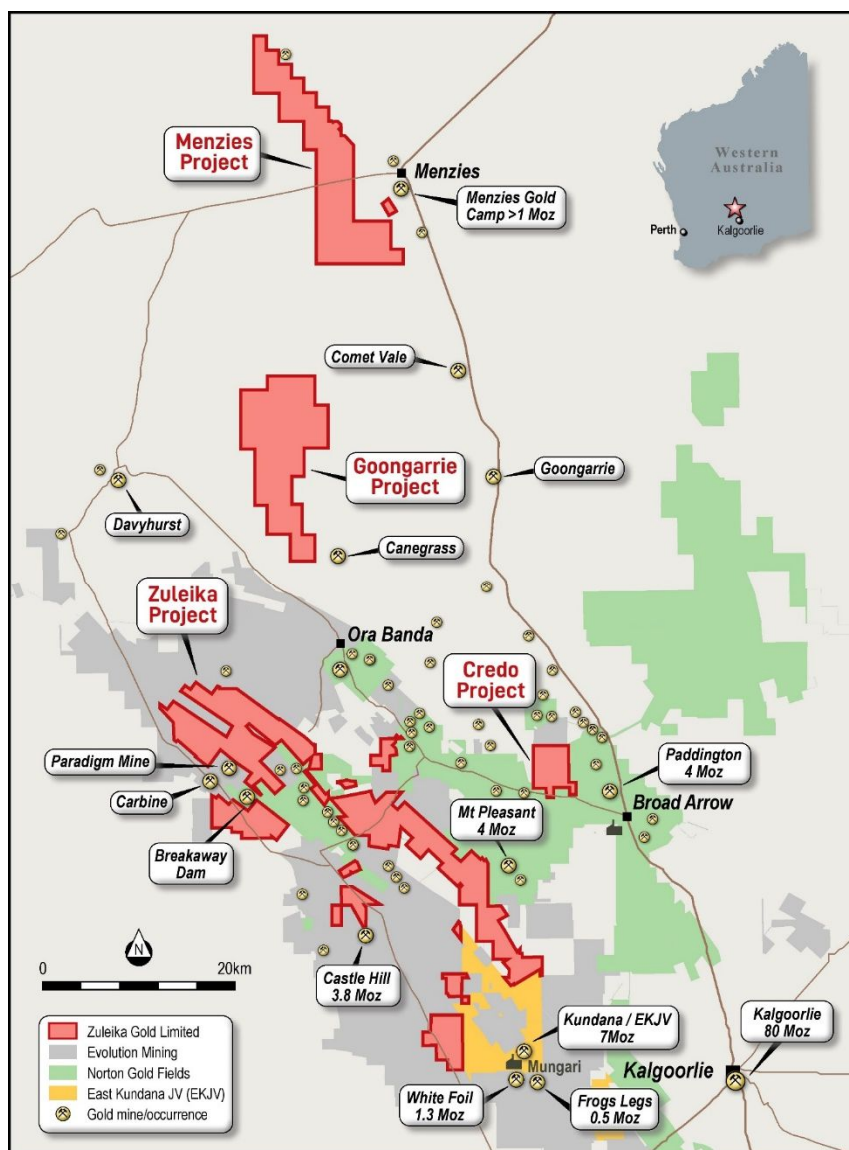 Menzies
Project
Menzies
Menzies Gold
Camp >1 Moz
Western
Australia
Perth
Kalgoorlie
Comet Vale
Goongarrie
Project
Goongarrie
Davyhurst
Canegrass
Zuleika
Project
Ora Banda
Credo
Project
Paradigm Mine
Carbine
Breakaway
Dam
Paddington
4 Moz
Broad Arrow
Mt Pleasant
4 Moz
N
0
20km
Castle Hill
3.8 Moz
Kundana / EKJV
7Moz
Mungari
Kalgoorlie
80 Moz
Kalgoorlie
White Foil
1.3 Moz
Frogs Legs
0.5 Moz
Zuleika Gold Limited
Evolution Mining
Norton Gold Fields
East Kundana JV (EKJV)
Gold mine/occurrence